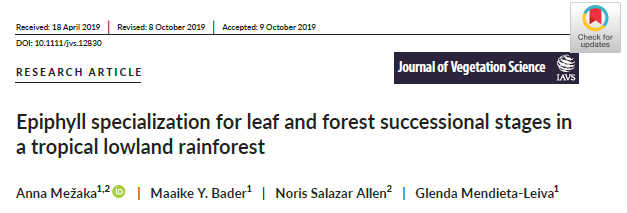 Received: 18 April 2019 | Revised: 8 October 2019 | Accepted: 9 October 2019
DOI: 10.1111/jvs.12830
Check for
updates
RESEARCH ARTICLE
Journal of Vegetation Science
IAVS
Epiphyll specialization for leaf and forest successional stages in
a tropical lowland rainforest
Anna Mežaka1,2 iD | Maaike Y. Bader1 | Noris Salazar Allen2 | Glenda Mendieta-Leiva1